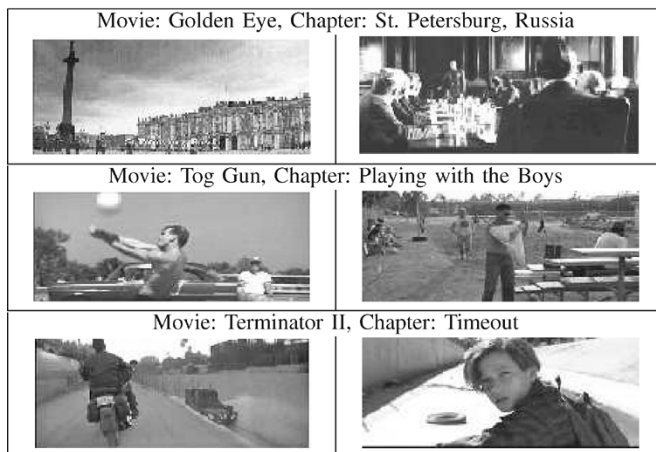 Movie: Golden Eye, Chapter: St. Petersburg, Russia
Movie: Tog Gun, Chapter: Playing with the Boys
Movie: Terminator II, Chapter: Timeout